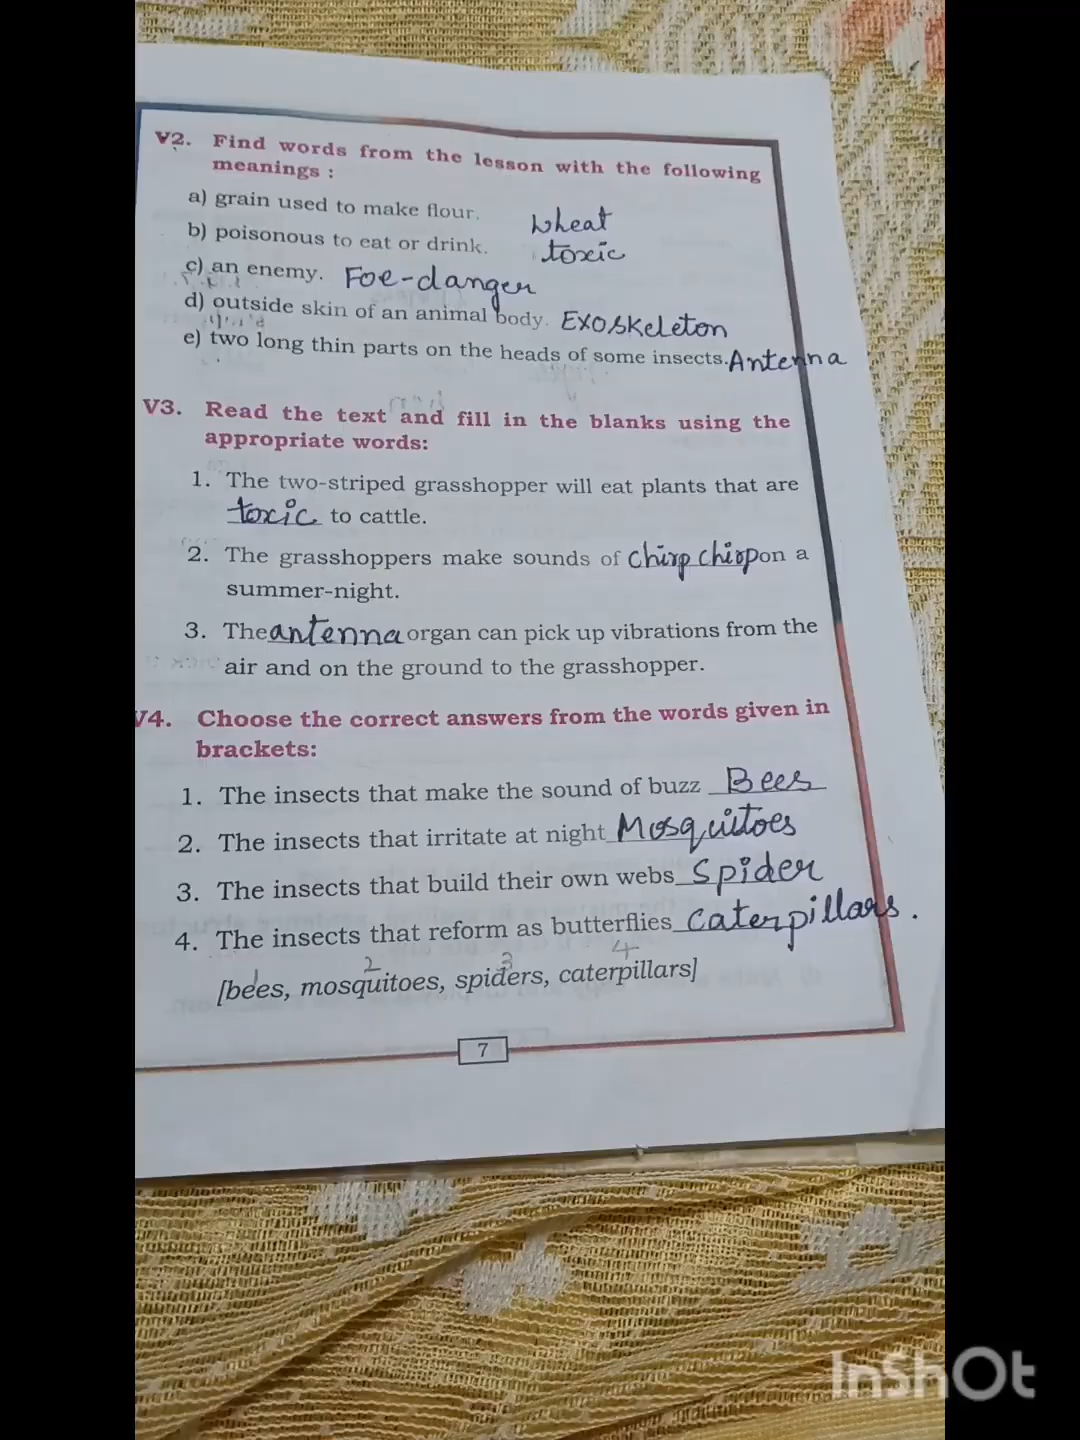 V2. Find words from the lesson with the following
meanings :
a) grain used to make flour. wheat
b) poisonous to eat or drink. toxic
c) an enemy. Foe-danger
d) outside skin of an animal body. Exoskeleton
e) two long thin parts on the heads of some insects. Antenna
V3. Read the text and fill in the blanks using the
appropriate words:
1. The two-striped grasshopper will eat plants that are
toxic to cattle.
2. The grasshoppers make sounds of chirp chirp on a
summer-night.
3. The antenna organ can pick up vibrations from the
air and on the ground to the grasshopper.
V4. Choose the correct answers from the words given in
brackets:
1. The insects that make the sound of buzz Bees
2. The insects that irritate at night Mosquitoes
3. The insects that build their own webs spider
4. The insects that reform as butterflies caterpillars.
1 2 3 4
[bees, mosquitoes, spiders, caterpillars]
7
InShOt